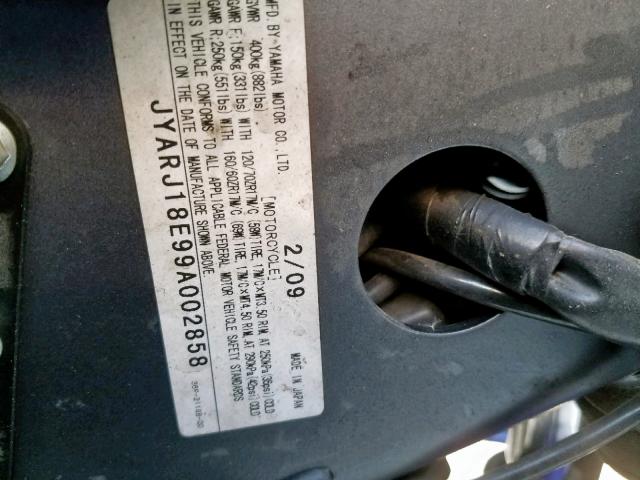 MFD. BY YAMAHA MOTOR CO.,LTD. 2/09
GVWR 400kg(882lbs) [MOTORCYCLE] MADE IN JAPAN
GAWR F:150kg(331lbs) WITH 120/70ZR17M/C (58W)TIRE, 17M/C×MT3.50 RIM, AT 250kPa(36psi)COLD
GAWR R:250kg(551lbs) WITH 160/60ZR17M/C (69W)TIRE, 17M/C×MT4.50 RIM, AT 290kPa(42psi)COLD
THIS VEHICLE CONFORMS TO ALL APPLICABLE FEDERAL MOTOR VEHICLE SAFETY STANDARDS
IN EFFECT ON THE DATE OF MANUFACTURE SHOWN ABOVE.
JYARJ18E99A002858